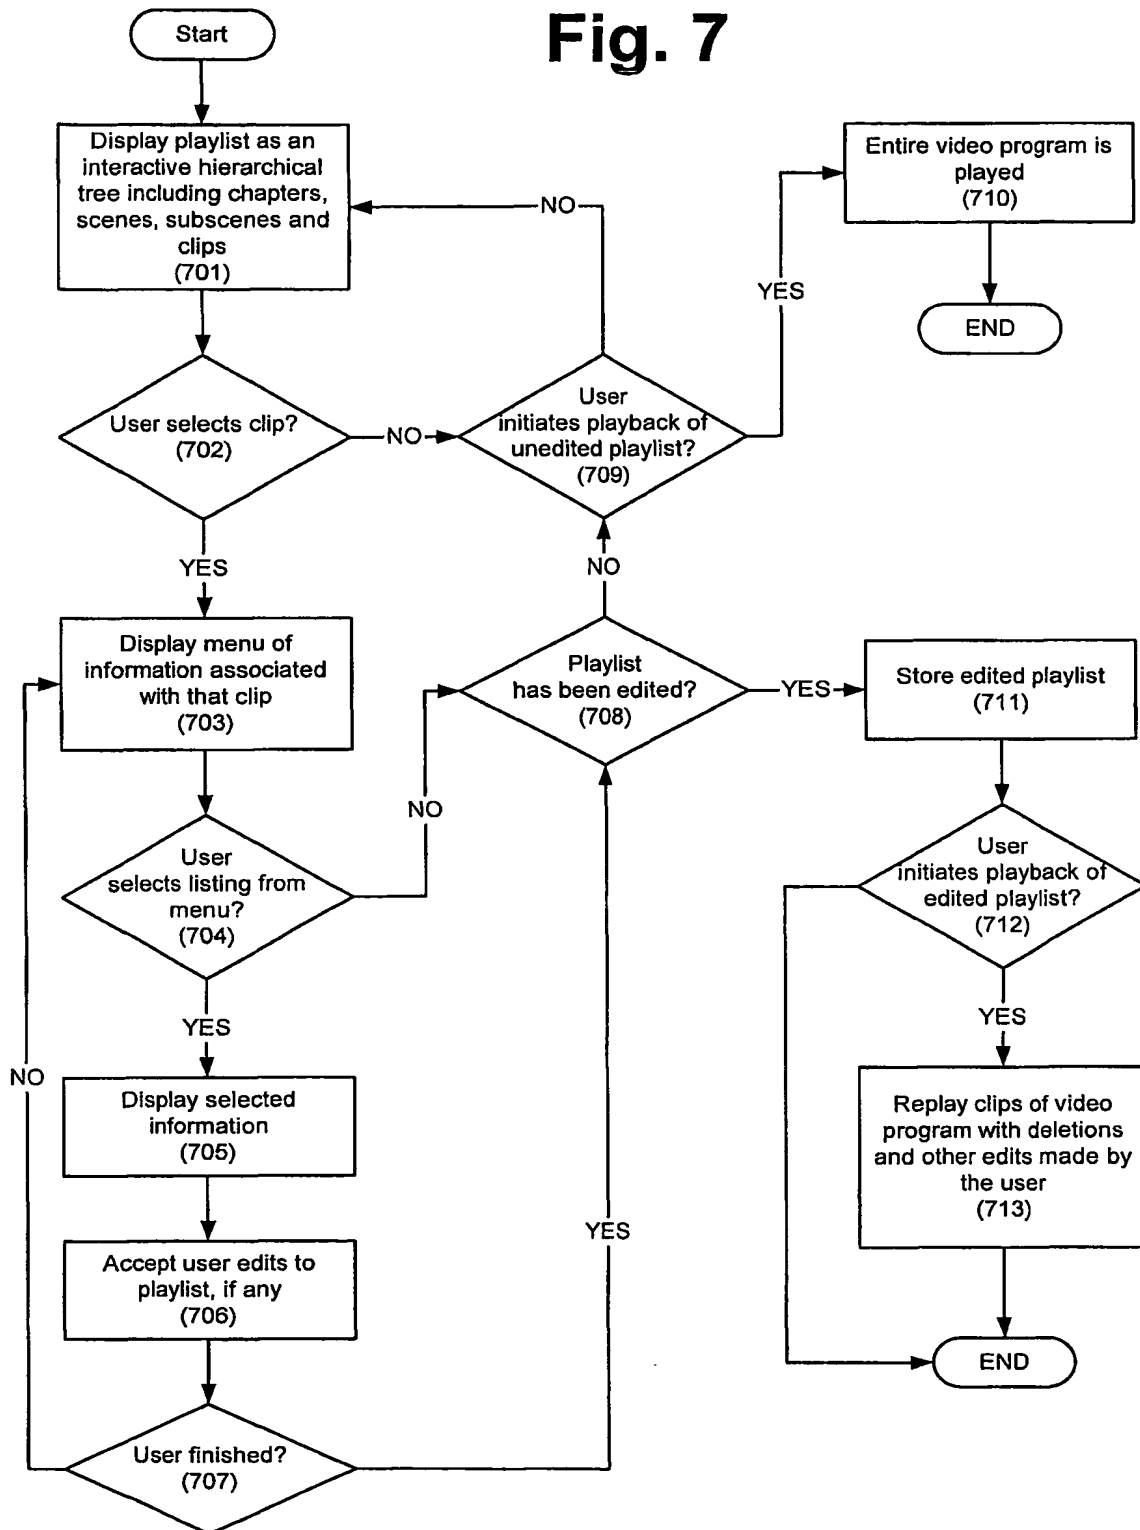 Fig. 7
Start
Display playlist as an
interactive hierarchical
tree including chapters,
scenes, subscenes and
clips
(701)
Entire video program is
played
(710)
NO
YES
END
User selects clip?
(702)
NO
User
initiates playback of
unedited playlist?
(709)
YES
NO
Display menu of
information associated
with that clip
(703)
Playlist
has been edited?
(708)
YES
Store edited playlist
(711)
NO
User
selects listing from
menu?
(704)
User
initiates playback of
edited playlist?
(712)
YES
YES
NO
Display selected
information
(705)
Replay clips of video
program with deletions
and other edits made by
the user
(713)
YES
Accept user edits to
playlist, if any
(706)
END
User finished?
(707)